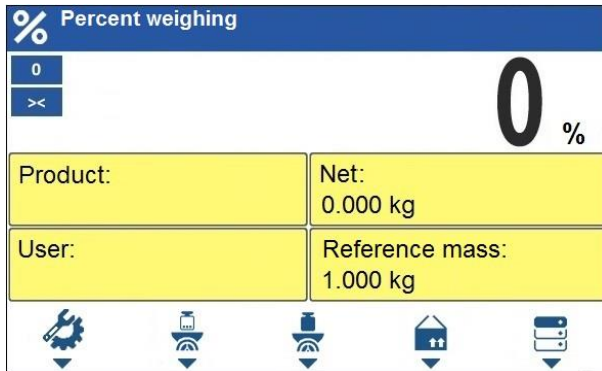 % Percent weighing
0
><
0 %
Product:
Net:
0.000 kg
User:
Reference mass:
1.000 kg